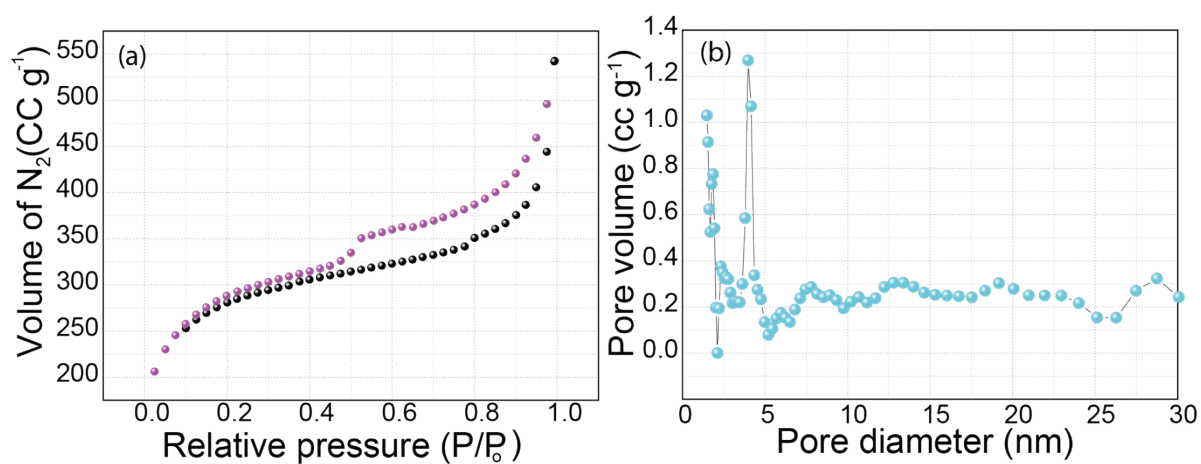 (a)
Volume of N2(CC g-1)
550
500
450
400
350
300
250
200
0.0 0.2 0.4 0.6 0.8 1.0
Relative pressure (P/Po)
(b)
Pore volume (cc g-1)
1.4
1.2
1.0
0.8
0.6
0.4
0.2
0.0
0 5 10 15 20 25 30
Pore diameter (nm)